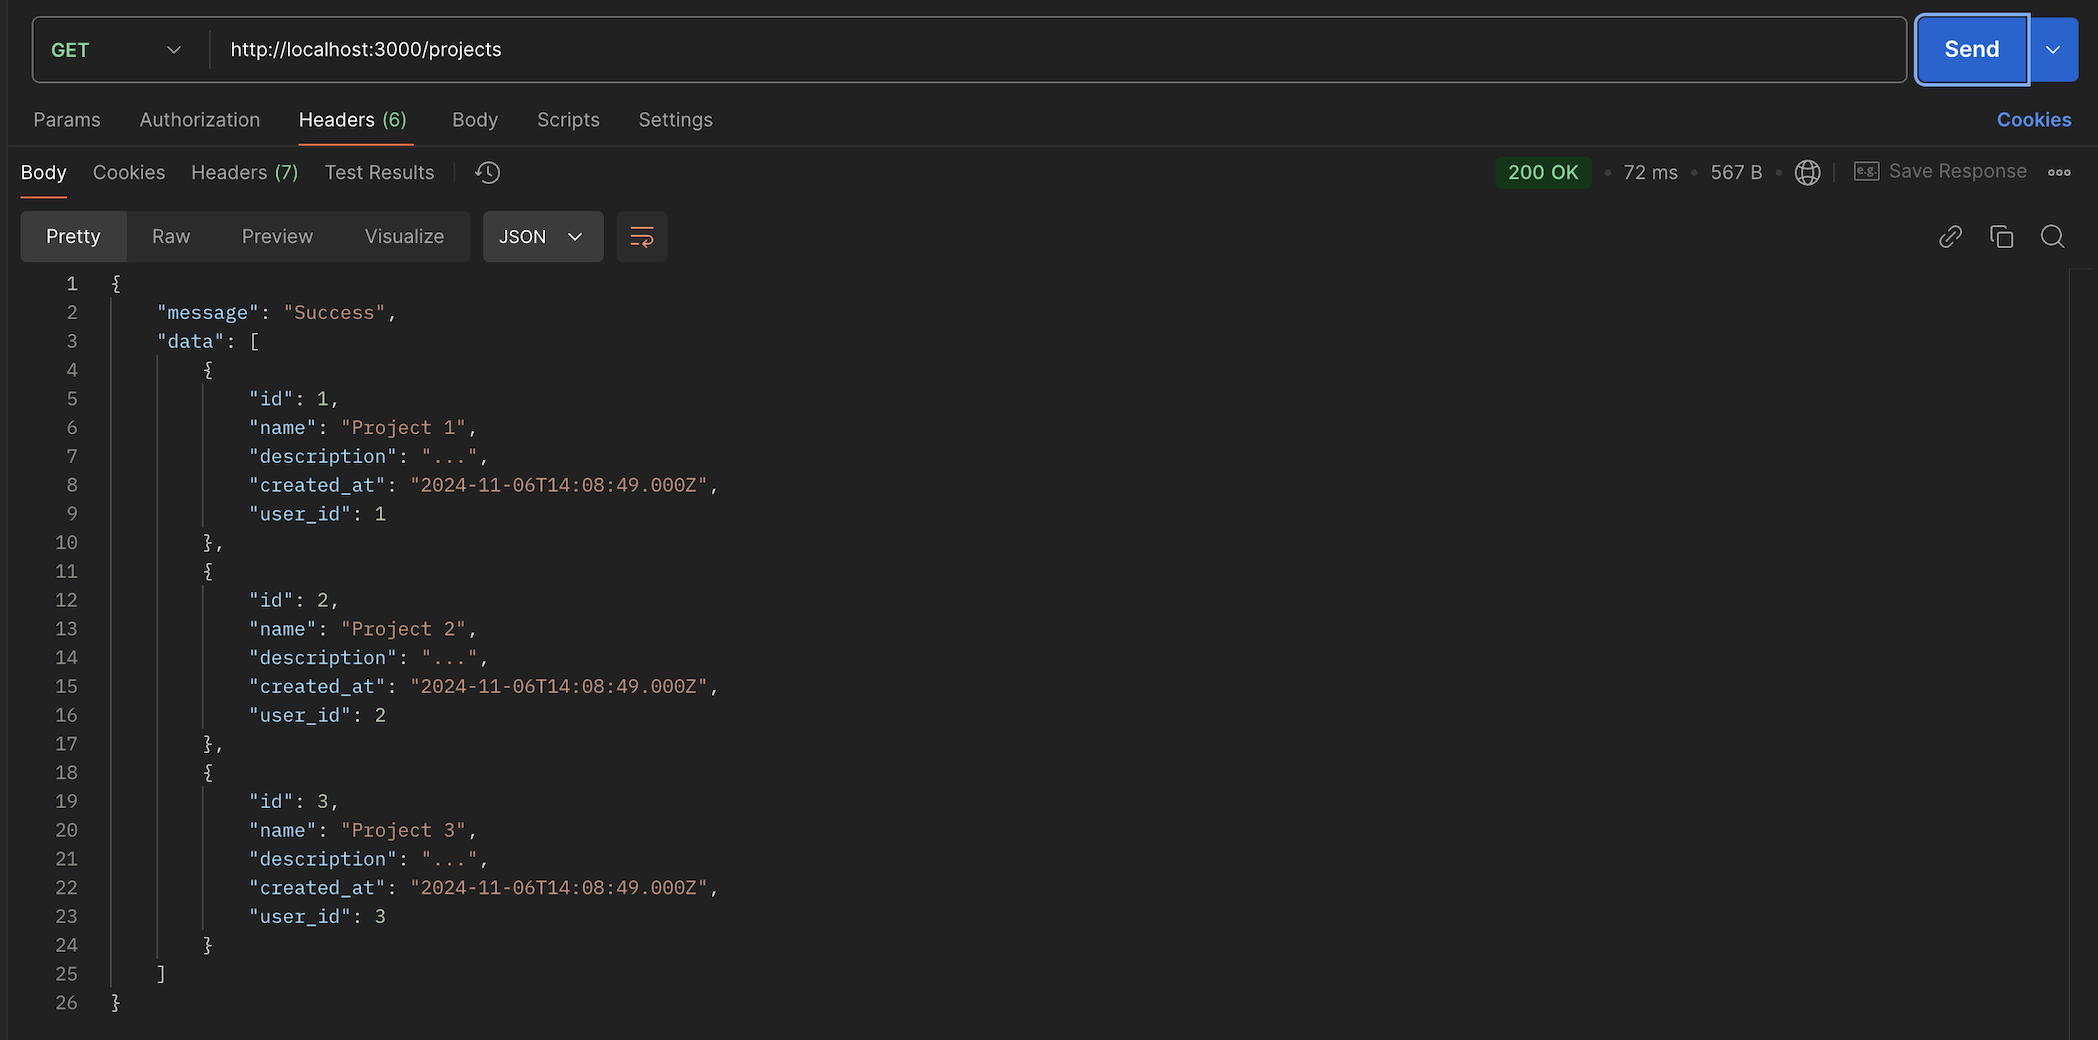 GET http://localhost:3000/projects Send
Params Authorization Headers (6) Body Scripts Settings Cookies
Body Cookies Headers (7) Test Results 200 OK • 72 ms • 567 B • e.g. Save Response
Pretty Raw Preview Visualize JSON
1 {
2 "message": "Success",
3 "data": [
4 {
5 "id": 1,
6 "name": "Project 1",
7 "description": "...",
8 "created_at": "2024-11-06T14:08:49.000Z",
9 "user_id": 1
10 },
11 {
12 "id": 2,
13 "name": "Project 2",
14 "description": "...",
15 "created_at": "2024-11-06T14:08:49.000Z",
16 "user_id": 2
17 },
18 {
19 "id": 3,
20 "name": "Project 3",
21 "description": "...",
22 "created_at": "2024-11-06T14:08:49.000Z",
23 "user_id": 3
24 }
25 ]
26 }